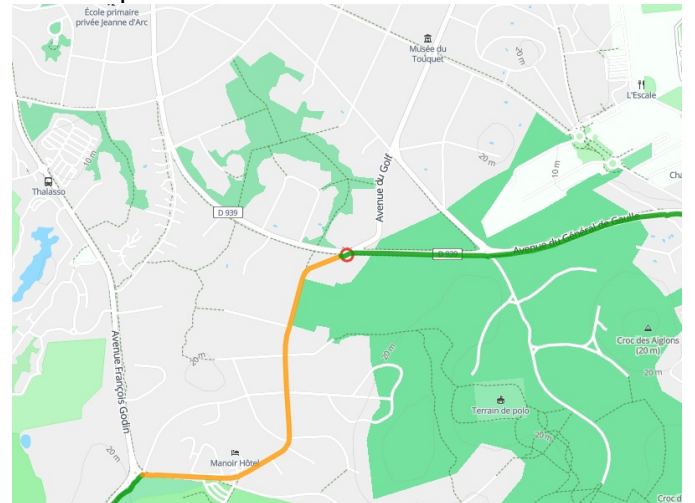 École primaire
privée Jeanne d'Arc
Musée du
Touquet
20 m
L'Escale
20 m
10 m
10 m
Thalasso
Avenue du Golf
D 939
Avenue du Général de Gaulle
D 939
Avenue François Godin
20 m
20 m
Croc des Aiglons
(20 m)
20 m
Terrain de polo
20 m
20 m
Manoir Hôtel